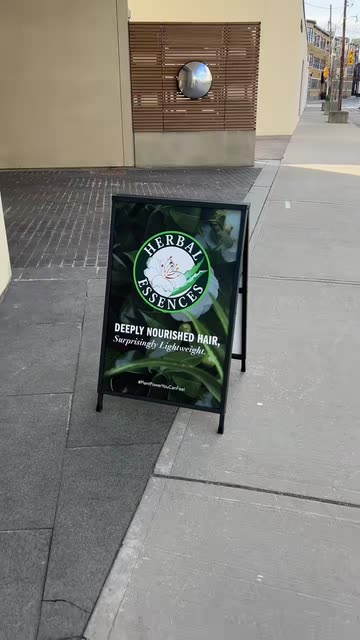 HERBAL
ESSENCES
DEEPLY NOURISHED HAIR,
Surprisingly Lightweight.
#PlantPowerYouCanFeel